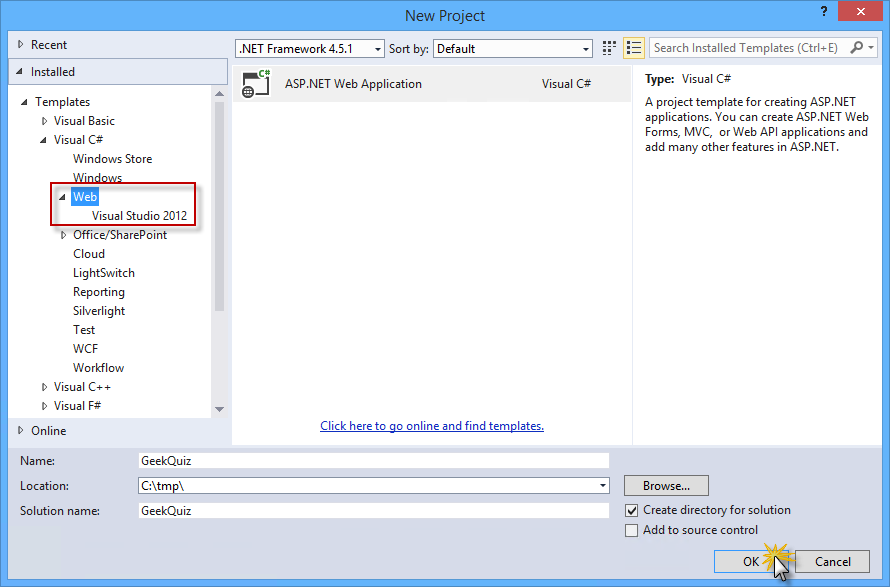 New Project
?
Recent
Installed
Templates
Visual Basic
Visual C#
Windows Store
Windows
Web
Visual Studio 2012
Office/SharePoint
Cloud
LightSwitch
Reporting
Silverlight
Test
WCF
Workflow
Visual C++
Visual F#
Online
.NET Framework 4.5.1 Sort by: Default
C# ASP.NET Web Application Visual C#
Click here to go online and find templates.
Search Installed Templates (Ctrl+E)
Type: Visual C#
A project template for creating ASP.NET
applications. You can create ASP.NET Web
Forms, MVC, or Web API applications and
add many other features in ASP.NET.
Name: GeekQuiz
Location: C:\tmp\ Browse...
Solution name: GeekQuiz
Create directory for solution
Add to source control
OK Cancel